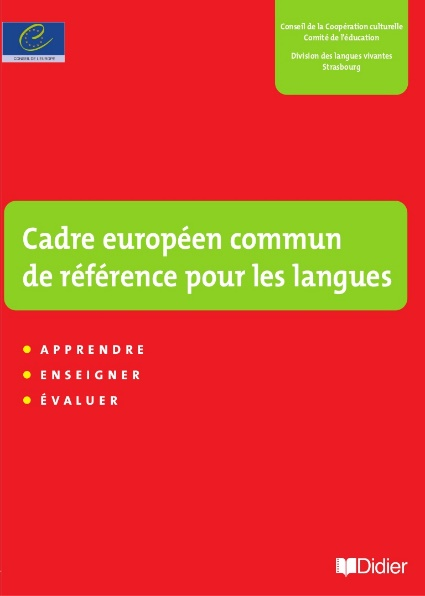 CONSEIL DE L'EUROPE
Conseil de la Coopération culturelle
Comité de l'éducation
Division des langues vivantes
Strasbourg
Cadre européen commun
de référence pour les langues
APPRENDRE
ENSEIGNER
ÉVALUER
Didier